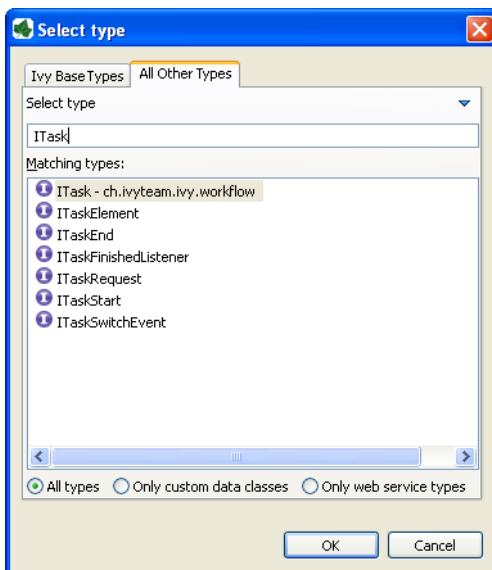 Select type
Ivy Base Types All Other Types
Select type
ITask
Matching types:
ITask - ch.ivyteam.ivy.workflow
ITaskElement
ITaskEnd
ITaskFinishedListener
ITaskRequest
ITaskStart
ITaskSwitchEvent
All types Only custom data classes Only web service types
OK Cancel